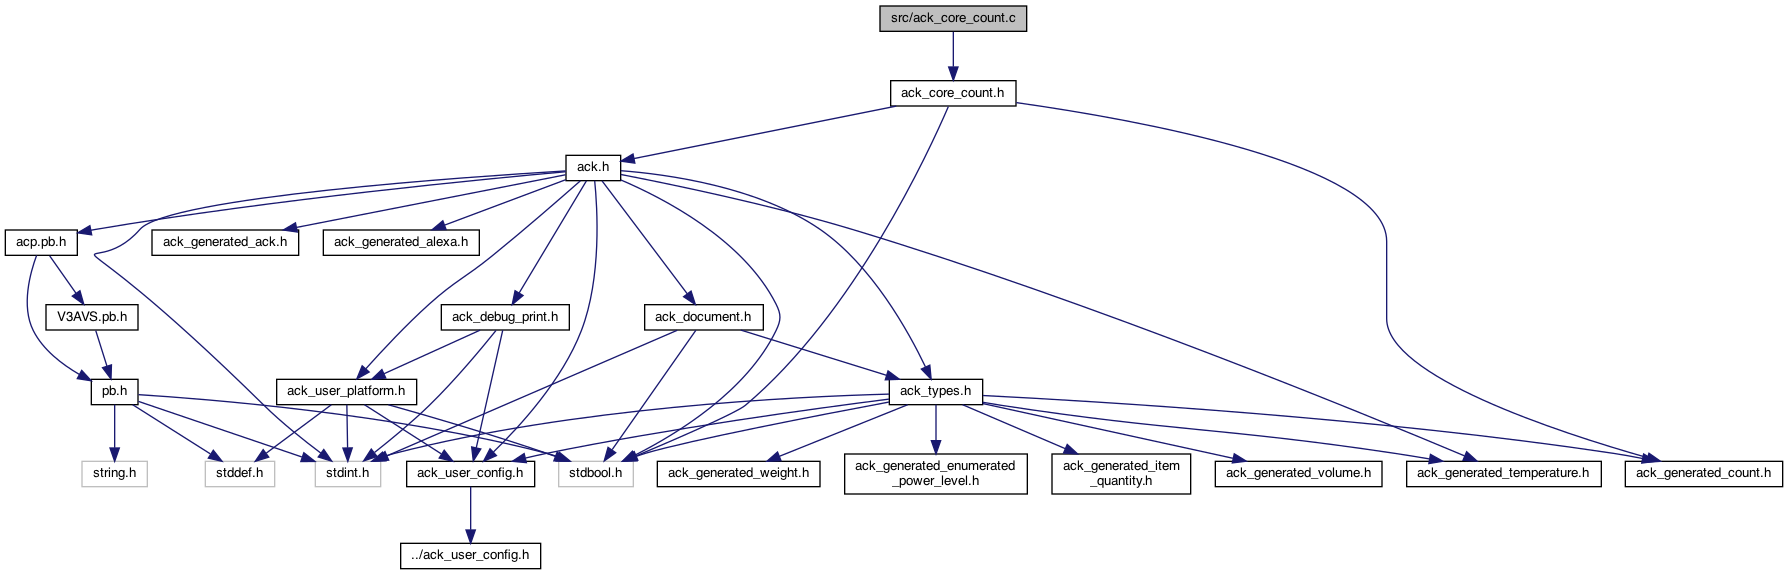 src/ack_core_count.c
ack_core_count.h
ack.h
acp.pb.h
ack_generated_ack.h
ack_generated_alexa.h
V3AVS.pb.h
ack_debug_print.h
ack_document.h
pb.h
ack_user_platform.h
ack_types.h
string.h
stddef.h
stdint.h
ack_user_config.h
stdbool.h
ack_generated_weight.h
ack_generated_enumerated
_power_level.h
ack_generated_item
_quantity.h
ack_generated_volume.h
ack_generated_temperature.h
ack_generated_count.h
../ack_user_config.h